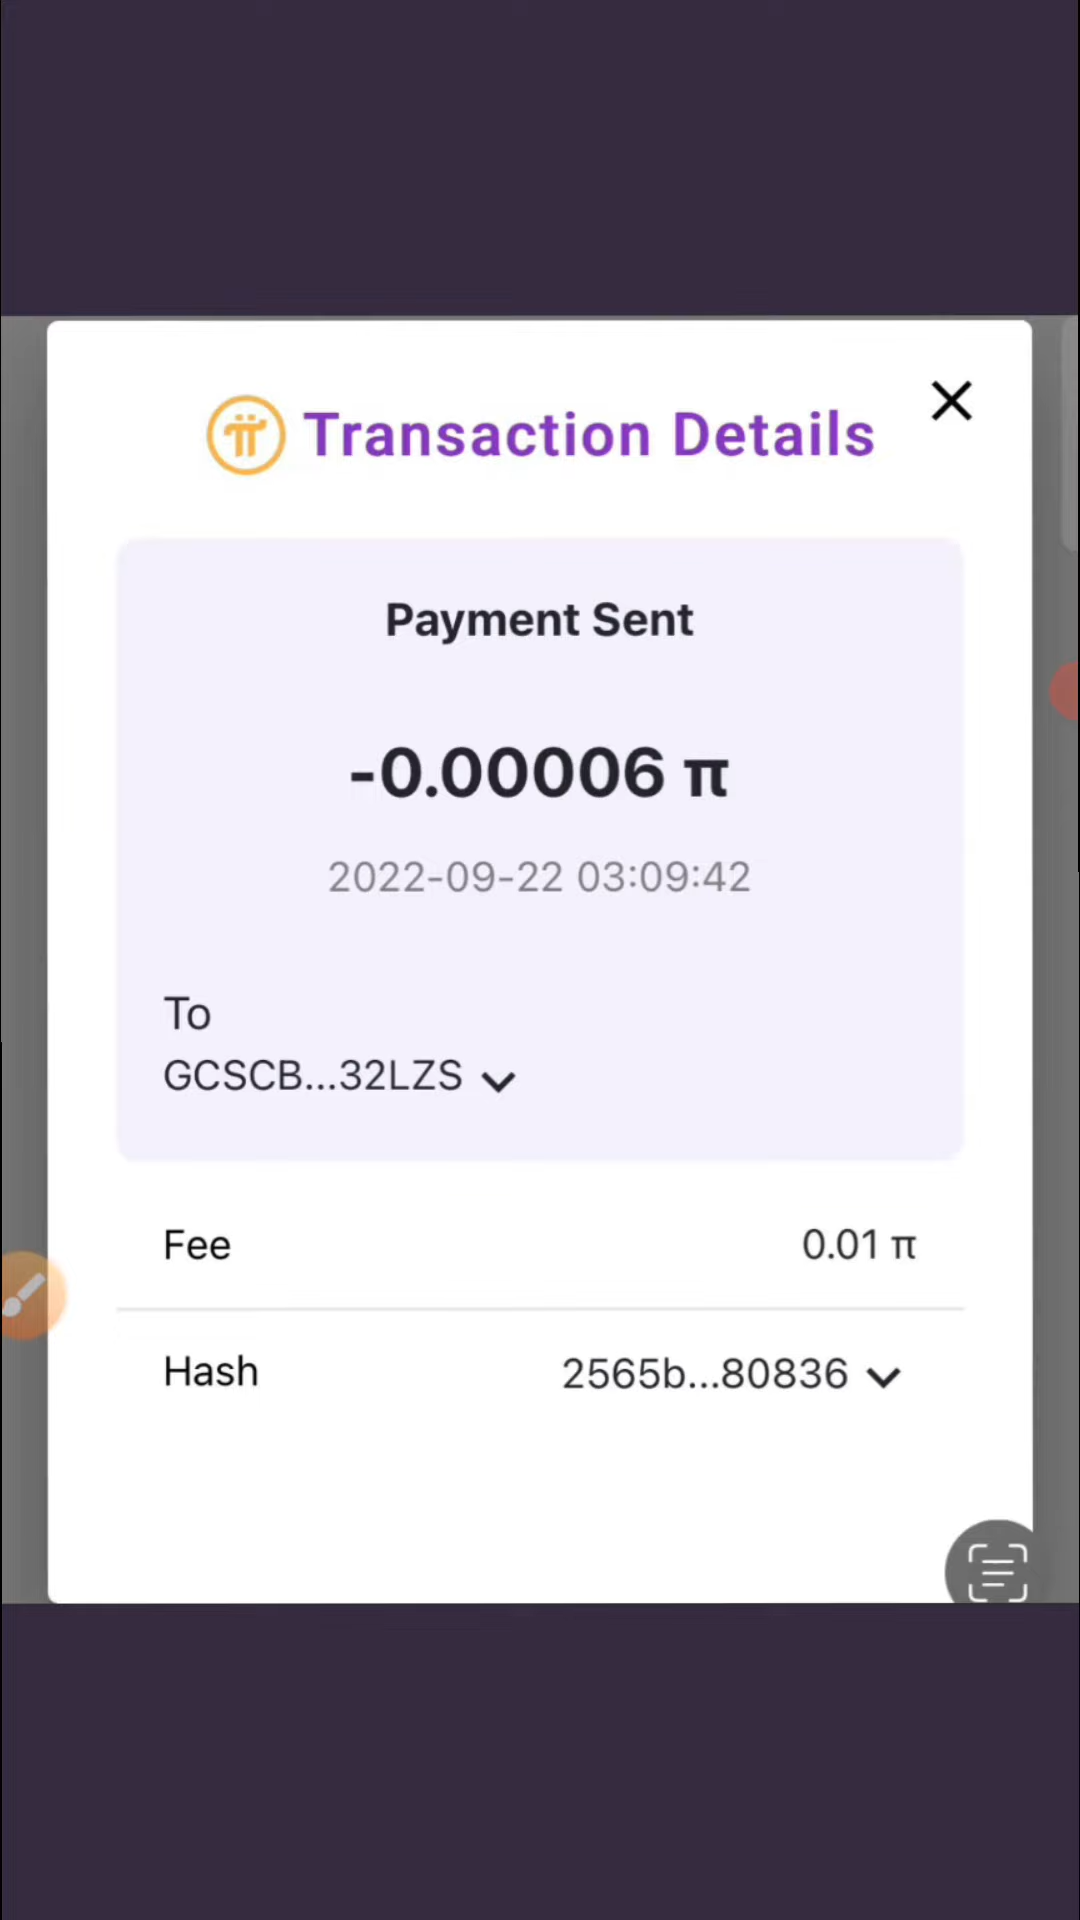 Transaction Details
Payment Sent
-0.00006 π
2022-09-22 03:09:42
To
GCSCB...32LZS
Fee 0.01 π
Hash 2565b...80836